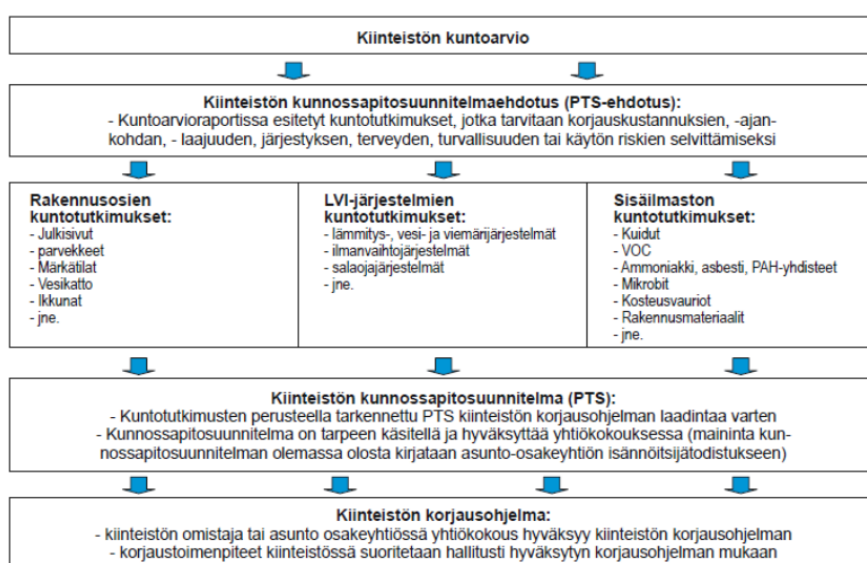 Kiinteistön kuntoarvio
Kiinteistön kunnossapitosuunnitelmaehdotus (PTS-ehdotus):
- Kuntoarvioraportissa esitetyt kuntotutkimukset, jotka tarvitaan korjauskustannuksien, -ajan-
kohdan, - laajuuden, järjestyksen, terveyden, turvallisuuden tai käytön riskien selvittämiseksi
Rakennusosien
kuntotutkimukset:
- Julkisivut
- parvekkeet
- Märkätilat
- Vesikatto
- Ikkunat
- jne.
LVI-järjestelmien
kuntotutkimukset:
- lämmitys-, vesi- ja viemärijärjestelmät
- ilmanvaihtojärjestelmät
- salaojajärjestelmät
- jne.
Sisäilmaston
kuntotutkimukset:
- Kuidut
- VOC
- Ammoniakki, asbesti, PAH-yhdisteet
- Mikrobit
- Kosteusvauriot
- Rakennusmateriaalit
- jne.
Kiinteistön kunnossapitosuunnitelma (PTS):
- Kuntotutkimusten perusteella tarkennettu PTS kiinteistön korjausohjelman laadintaa varten
- Kunnossapitosuunnitelma on tarpeen käsitellä ja hyväksyttää yhtiökokouksessa (maininta kun-
nossapitosuunnitelman olemassa olosta kirjataan asunto-osakeyhtiön isännöitsijätodistukseen)
Kiinteistön korjausohjelma:
- kiinteistön omistaja tai asunto osakeyhtiössä yhtiökokous hyväksyy kiinteistön korjausohjelman
- korjaustoimenpiteet kiinteistössä suoritetaan hallitusti hyväksytyn korjausohjelman mukaan